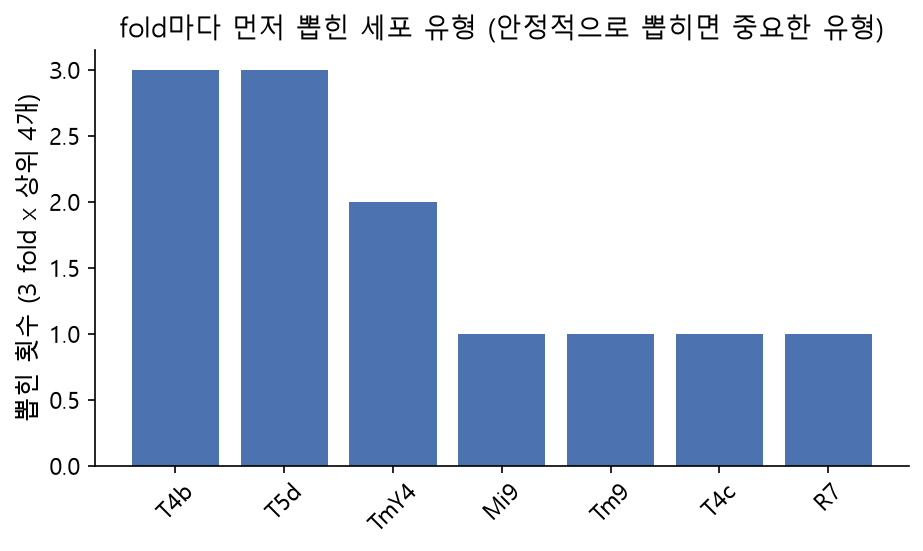 fold마다 먼저 뽑힌 세포 유형 (안정적으로 뽑히면 중요한 유형)
뽑힌 횟수 (3 fold x 상위 4개)
3.0
2.5
2.0
1.5
1.0
0.5
0.0
T4b
T5d
TmY4
Mi9
Tm9
T4c
R7